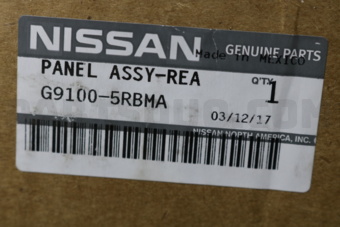 NISSAN GENUINE PARTS
Made in MEXICO
PANEL ASSY-REA Q'TY
G9100-5RBMA 1
03/12/17
NISSAN NORTH AMERICA, INC.